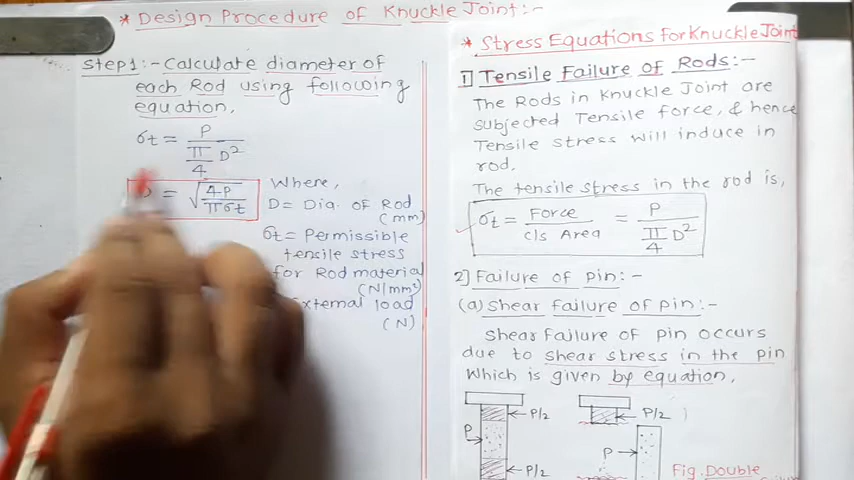 * Design Procedure of Knuckle Joint:-
Step1:- Calculate diameter of
each Rod using following
equation,
σt = P / (π/4 D²)
D = √(4P / πσt)
Where,
D = Dia. of Rod
(mm)
σt = Permissible
tensile stress
for Rod material
(N/mm²)
External load
(N)
* Stress Equations For Knuckle Joint
1] Tensile Failure of Rods:-
The Rods in Knuckle Joint are
subjected Tensile force, & hence
Tensile stress will induce in
rod.
The tensile stress in the rod is,
σt = Force / c/s Area = P / (π/4 D²)
2] Failure of pin:-
(a) Shear failure of pin:-
Shear failure of pin occurs
due to shear stress in the pin
Which is given by equation,
P/2
P/2
P
P
P/2
Fig. Double